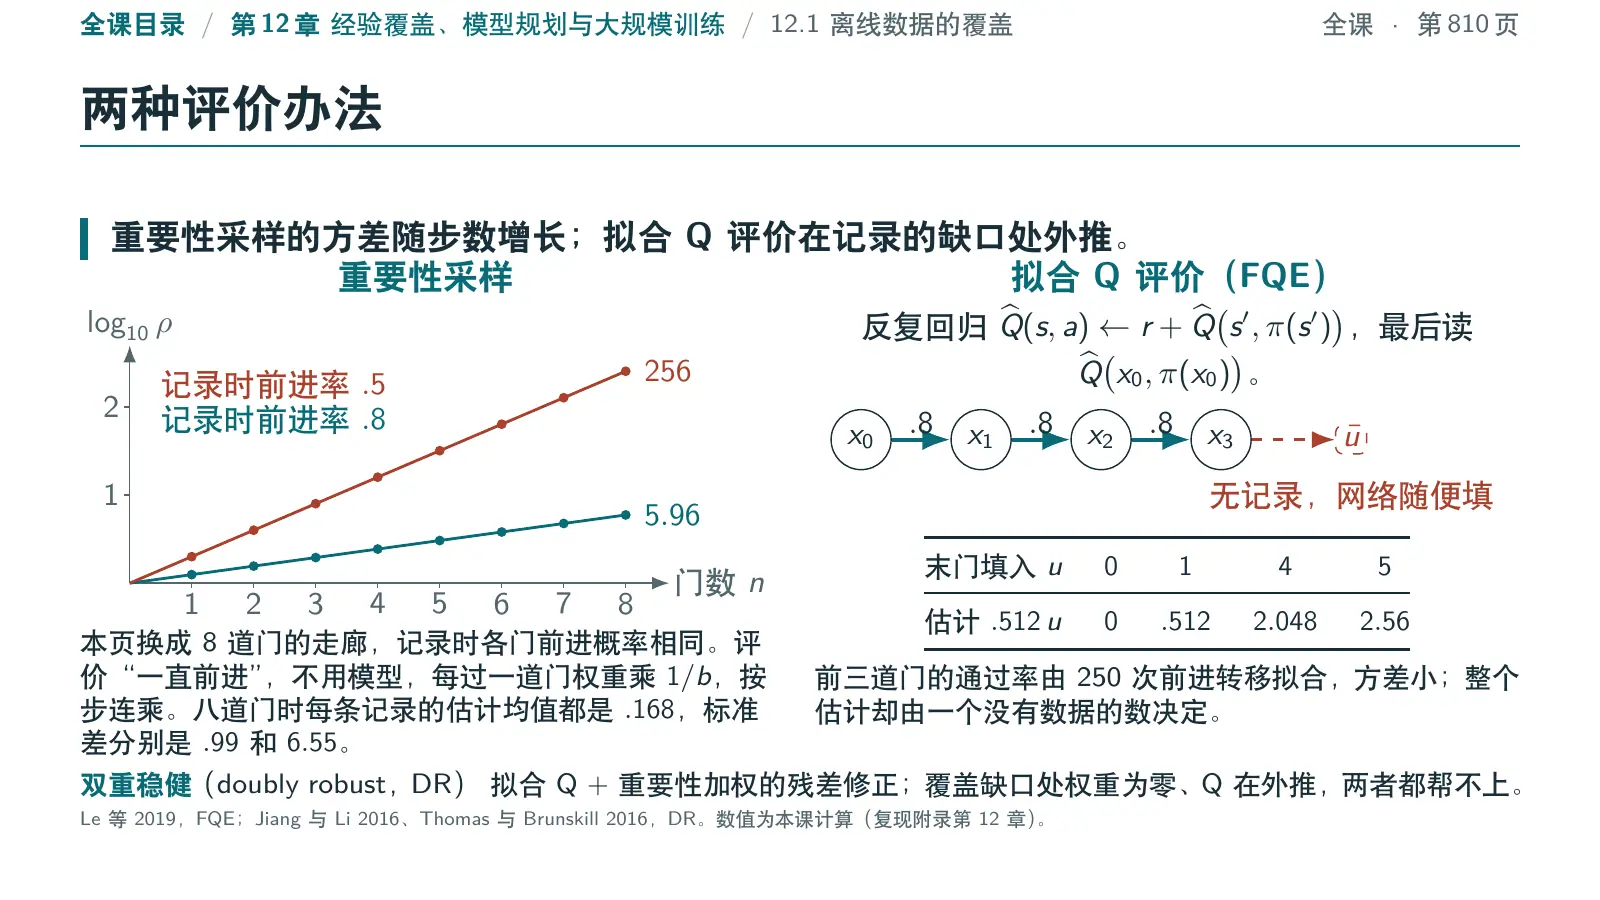 全课目录 / 第 12 章 经验覆盖、模型规划与大规模训练 / 12.1 离线数据的覆盖
全课 · 第 810 页
两种评价办法
重要性采样的方差随步数增长；拟合 Q 评价在记录的缺口处外推。
重要性采样
log₁₀ ρ
记录时前进率 .5
记录时前进率 .8
2
1
256
5.96
1 2 3 4 5 6 7 8
门数 n
本页换成 8 道门的走廊，记录时各门前进概率相同。评
价“一直前进”，不用模型，每过一道门权重乘 1/b，按
步连乘。八道门时每条记录的估计均值都是 .168，标准
差分别是 .99 和 6.55。
拟合 Q 评价（FQE）
反复回归 Q̂(s, a) ← r + Q̂(s′, π(s′))，最后读
Q̂(x₀, π(x₀))。
x₀ .8 x₁ .8 x₂ .8 x₃ ū
无记录，网络随便填
末门填入 u 0 1 4 5
估计 .512 u 0 .512 2.048 2.56
前三道门的通过率由 250 次前进转移拟合，方差小；整个
估计却由一个没有数据的数决定。
双重稳健（doubly robust，DR） 拟合 Q + 重要性加权的残差修正；覆盖缺口处权重为零、Q 在外推，两者都帮不上。
Le 等 2019，FQE；Jiang 与 Li 2016、Thomas 与 Brunskill 2016，DR。数值为本课计算（复现附录第 12 章）。